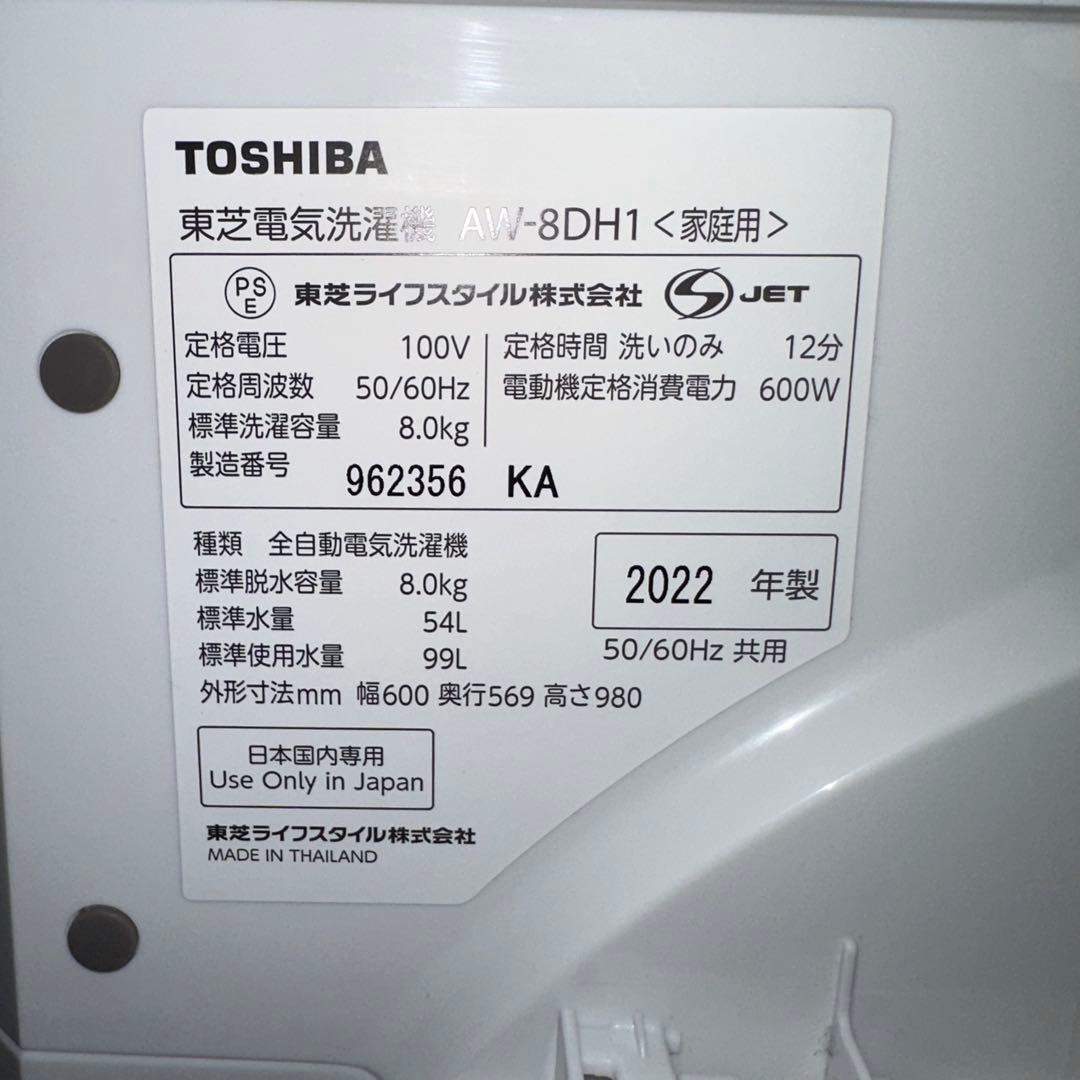 TOSHIBA
東芝電気洗濯機 AW-8DH1<家庭用>
PSE 東芝ライフスタイル株式会社 S JET
定格電圧 100V 定格時間 洗いのみ 12分
定格周波数 50/60Hz 電動機定格消費電力 600W
標準洗濯容量 8.0kg
製造番号 962356 KA
種類 全自動電気洗濯機
標準脱水容量 8.0kg
2022 年製
標準水量 54L
50/60Hz 共用
標準使用水量 99L
外形寸法mm 幅600 奥行569 高さ980
日本国内専用
Use Only in Japan
東芝ライフスタイル株式会社
MADE IN THAILAND